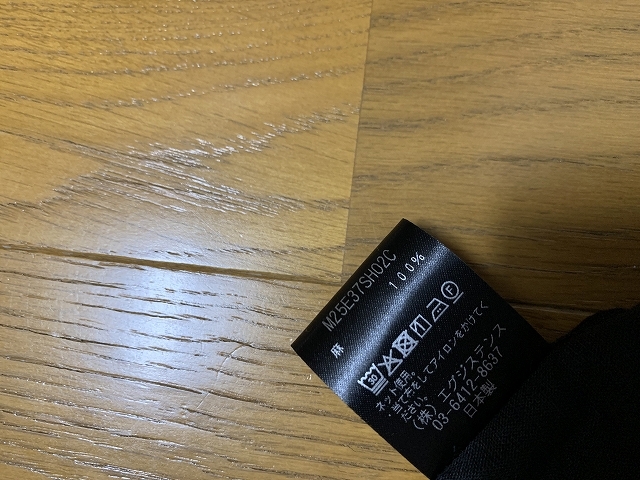 M25E37SH02C
麻 100%
30 F
ネット使用。
当て布をしてアイロンをかけてください。
(株) エグジステンス
03-6412-8637
日本製